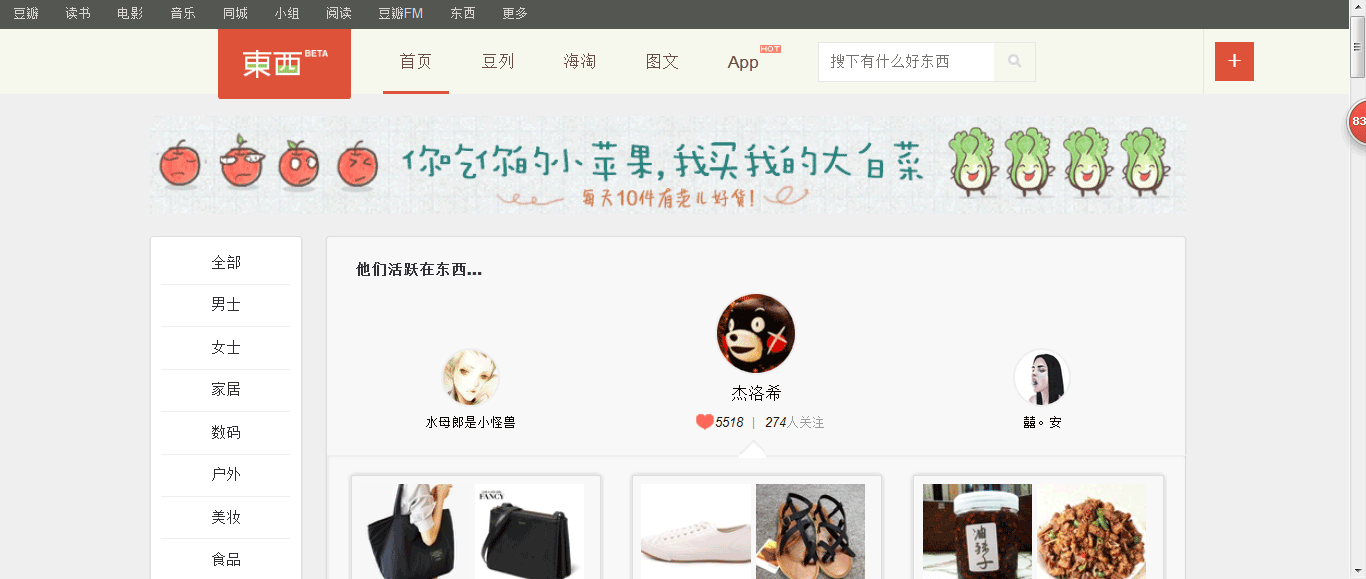 豆瓣 读书 电影 音乐 同城 小组 阅读 豆瓣FM 东西 更多
東西 BETA 首页 豆列 海淘 图文 App HOT 搜下有什么好东西 +
83
你吃你的小苹果,我买我的大白菜
每天10件有范儿好货!
全部
男士
女士
家居
数码
户外
美妆
食品
他们活跃在东西...
杰洛希
5518 | 274人关注
水母郎是小怪兽
囍。安
FANCY
油辣子